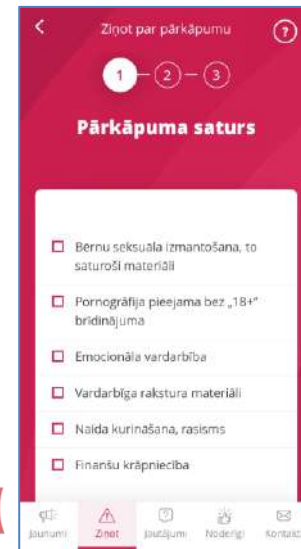 Ziņot par pārkāpumu
?
1 2 3
Pārkāpuma saturs
Bērnu seksuāla izmantošana, to
saturoši materiāli
Pornogrāfija pieejama bez „18+”
brīdinājuma
Emocionāla vardarbība
Vardarbīga rakstura materiāli
Naida kurināšana, rasisms
Finanšu krāpniecība
Jaunumi Ziņot Jautājumi Noderīgi Kontakt